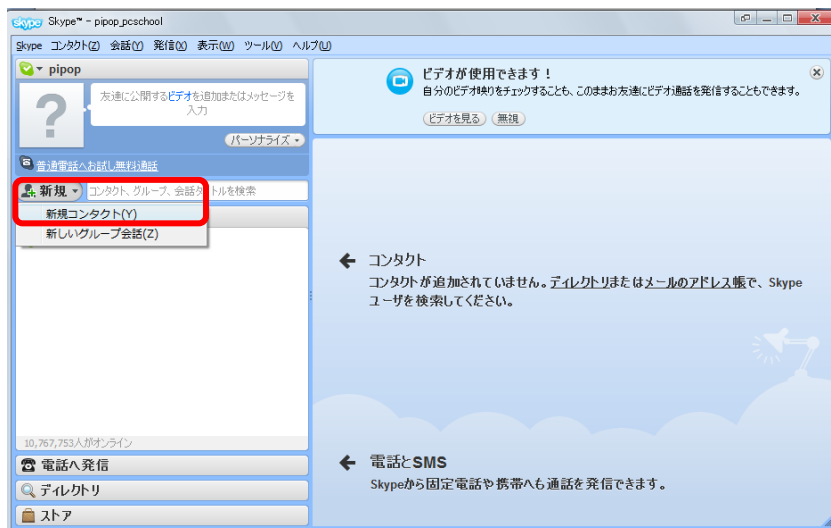 Skype™ - pipop_pcschool
Skype コンタクト(Z) 会話(Y) 発信(X) 表示(W) ツール(V) ヘルプ(U)
pipop
友達に公開するビデオを追加またはメッセージを
入力
パーソナライズ
普通電話へお試し無料通話
新規
コンタクト、グループ、会話タイトルを検索
新規コンタクト(Y)
新しいグループ会話(Z)
10,767,753人がオンライン
電話へ発信
ディレクトリ
ストア
ビデオが使用できます！
自分のビデオ映りをチェックすることも、このままお友達にビデオ通話を発信することもできます。
ビデオを見る 無視
コンタクト
コンタクトが追加されていません。ディレクトリまたはメールのアドレス帳で、Skype
ユーザを検索してください。
電話とSMS
Skypeから固定電話や携帯へも通話を発信できます。